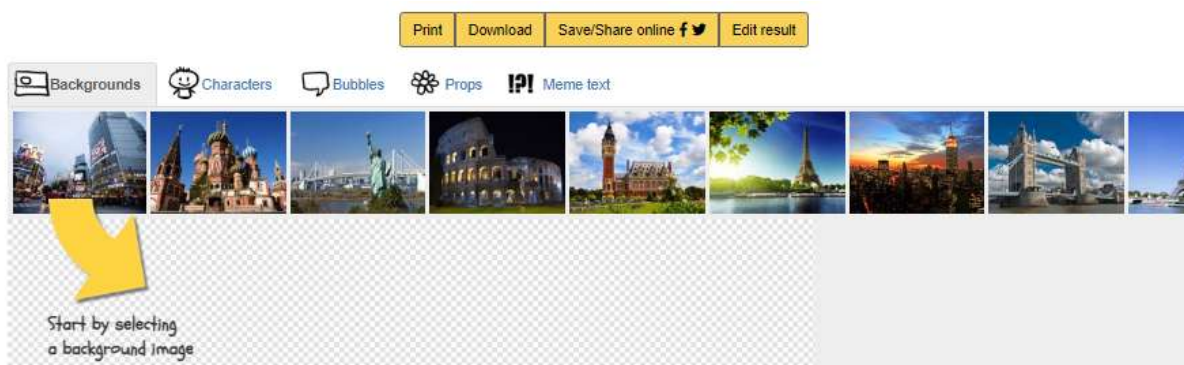 Print Download Save/Share online Edit result
Backgrounds Characters Bubbles Props !?! Meme text
Start by selecting
a background image